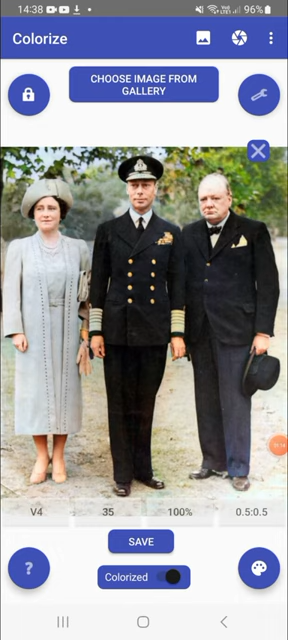 14:38
96%
Colorize
CHOOSE IMAGE FROM
GALLERY
V4
35
100%
0.5:0.5
SAVE
?
Colorized